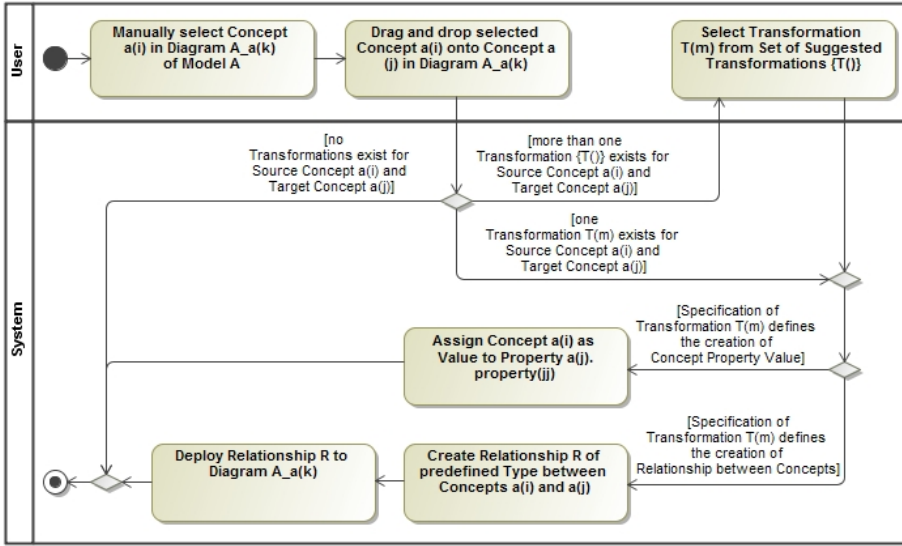 User
Manually select Concept
a(i) in Diagram A_a(k)
of Model A
Drag and drop selected
Concept a(i) onto Concept a
(j) in Diagram A_a(k)
Select Transformation
T(m) from Set of Suggested
Transformations {T()}
System
[no
Transformations exist for
Source Concept a(i) and
Target Concept a(j)]
[more than one
Transformation {T()} exists for
Source Concept a(i) and
Target Concept a(j)]
[one
Transformation T(m) exists for
Source Concept a(i) and
Target Concept a(j)]
[Specification of
Transformation T(m) defines
the creation of
Concept Property Value]
Assign Concept a(i) as
Value to Property a(j).
property(jj)
[Specification of
Transformation T(m) defines
the creation of
Relationship between Concepts]
Deploy Relationship R to
Diagram A_a(k)
Create Relationship R of
predefined Type between
Concepts a(i) and a(j)